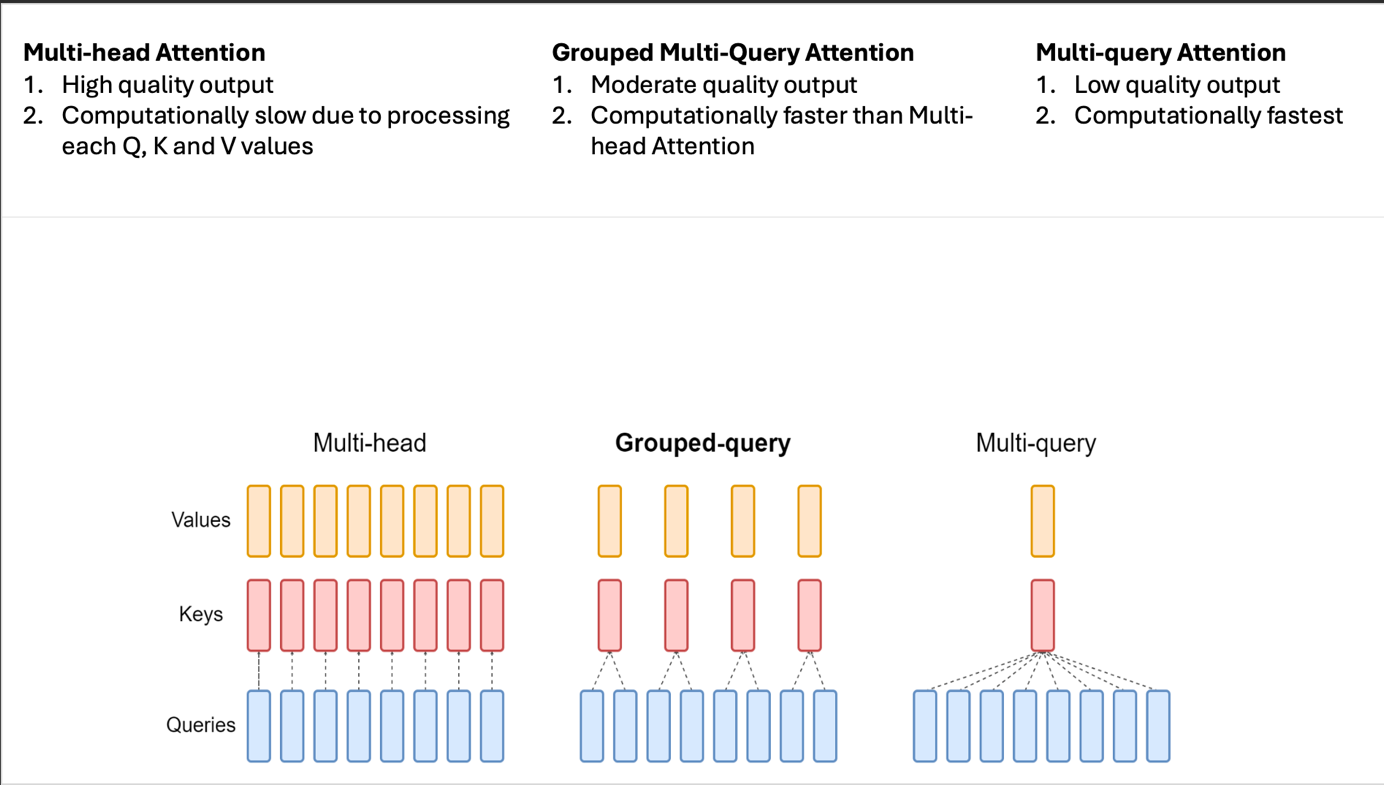 Multi-head Attention
1. High quality output
2. Computationally slow due to processing
each Q, K and V values
Grouped Multi-Query Attention
1. Moderate quality output
2. Computationally faster than Multi-
head Attention
Multi-query Attention
1. Low quality output
2. Computationally fastest
Multi-head
Grouped-query
Multi-query
Values
Keys
Queries